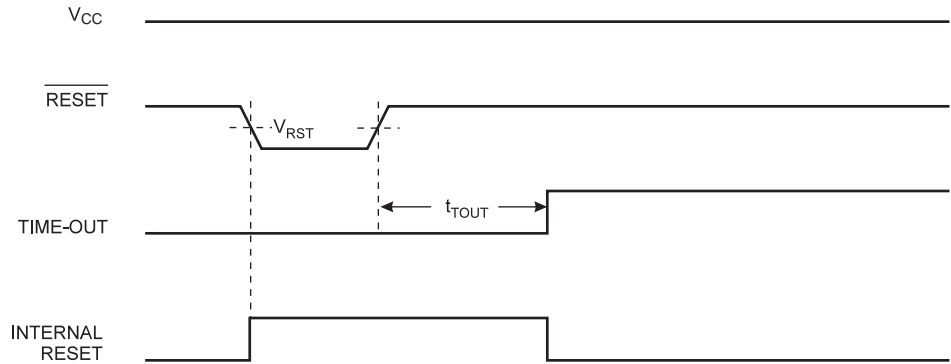 VCC
RESET
VRST
tTOUT
TIME-OUT
INTERNAL
RESET